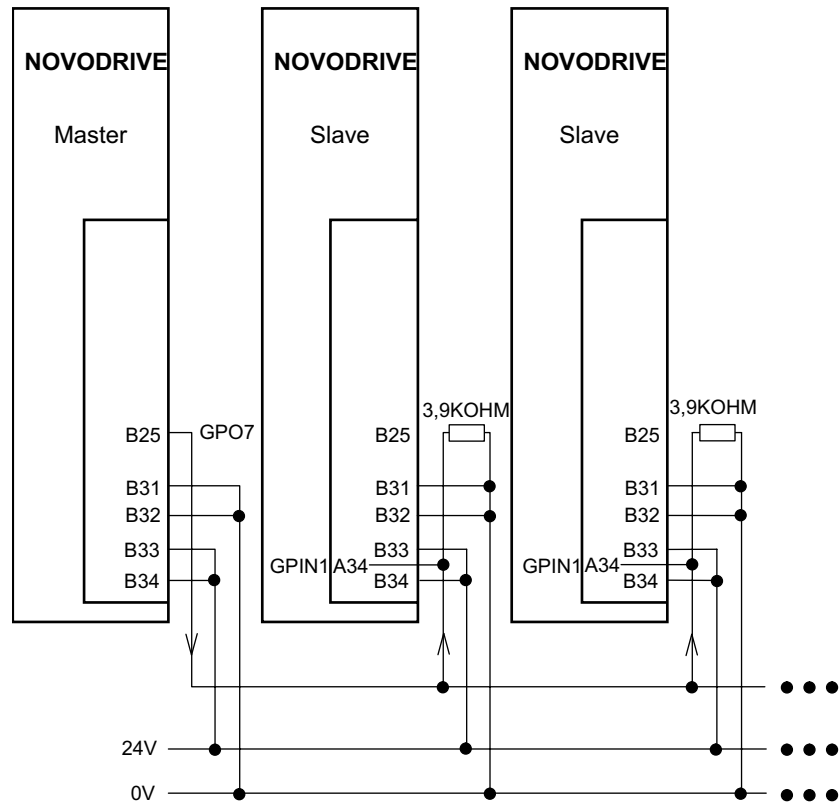 NOVODRIVE NOVODRIVE NOVODRIVE
Master Slave Slave
3,9KOHM 3,9KOHM
B25 GPO7 B25 B25
B31 B31 B31
B32 B32 B32
B33 B33 B33
GPIN1 A34 GPIN1 A34
B34 B34 B34
24V
0V